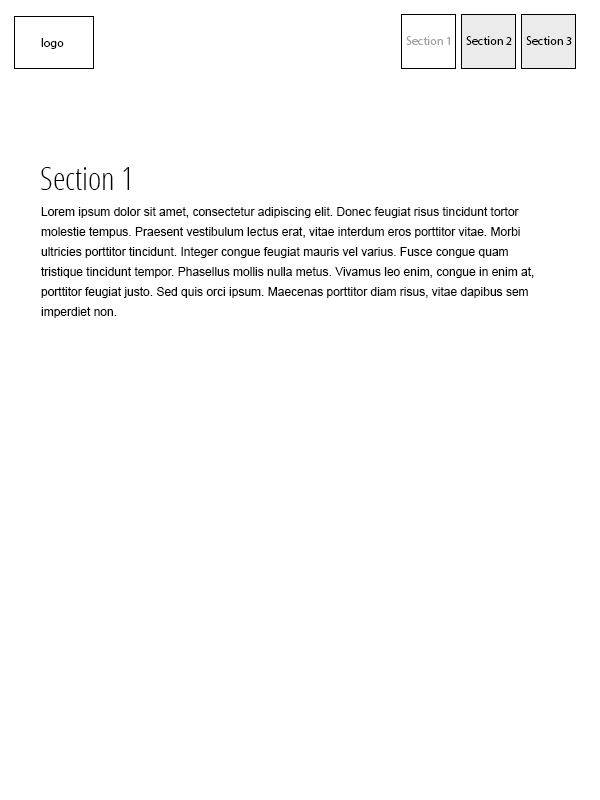 logo
Section 1
Section 2
Section 3
Section 1
Lorem ipsum dolor sit amet, consectetur adipiscing elit. Donec feugiat risus tincidunt tortor
molestie tempus. Praesent vestibulum lectus erat, vitae interdum eros porttitor vitae. Morbi
ultricies porttitor tincidunt. Integer congue feugiat mauris vel varius. Fusce congue quam
tristique tincidunt tempor. Phasellus mollis nulla metus. Vivamus leo enim, congue in enim at,
porttitor feugiat justo. Sed quis orci ipsum. Maecenas porttitor diam risus, vitae dapibus sem
imperdiet non.